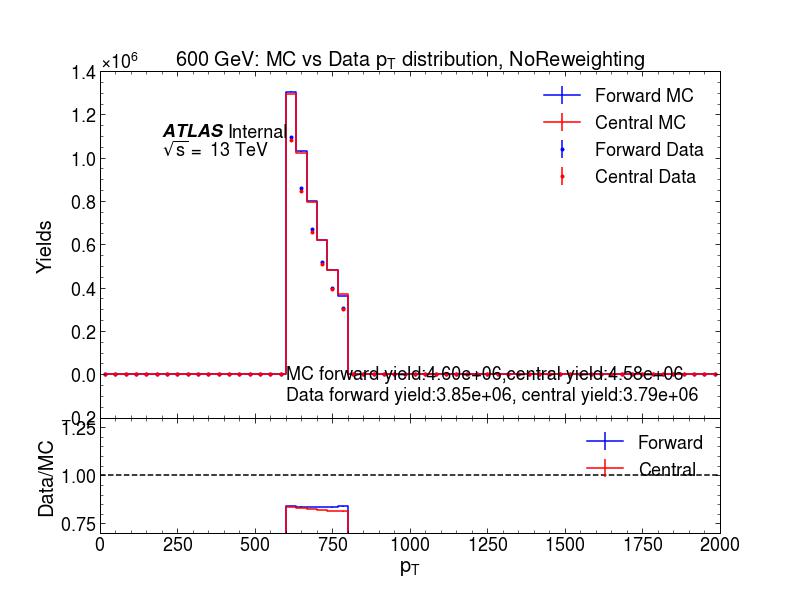 ×10⁶
600 GeV: MC vs Data p_T distribution, NoReweighting
1.4
1.2
1.0
0.8
0.6
0.4
0.2
0.0
0.2
Yields
ATLAS Internal
√s = 13 TeV
Forward MC
Central MC
Forward Data
Central Data
MC forward yield:4.60e+06,central yield:4.58e+06
Data forward yield:3.85e+06, central yield:3.79e+06
1.25
1.00
0.75
Data/MC
Forward
Central
0 250 500 750 1000 1250 1500 1750 2000
p_T